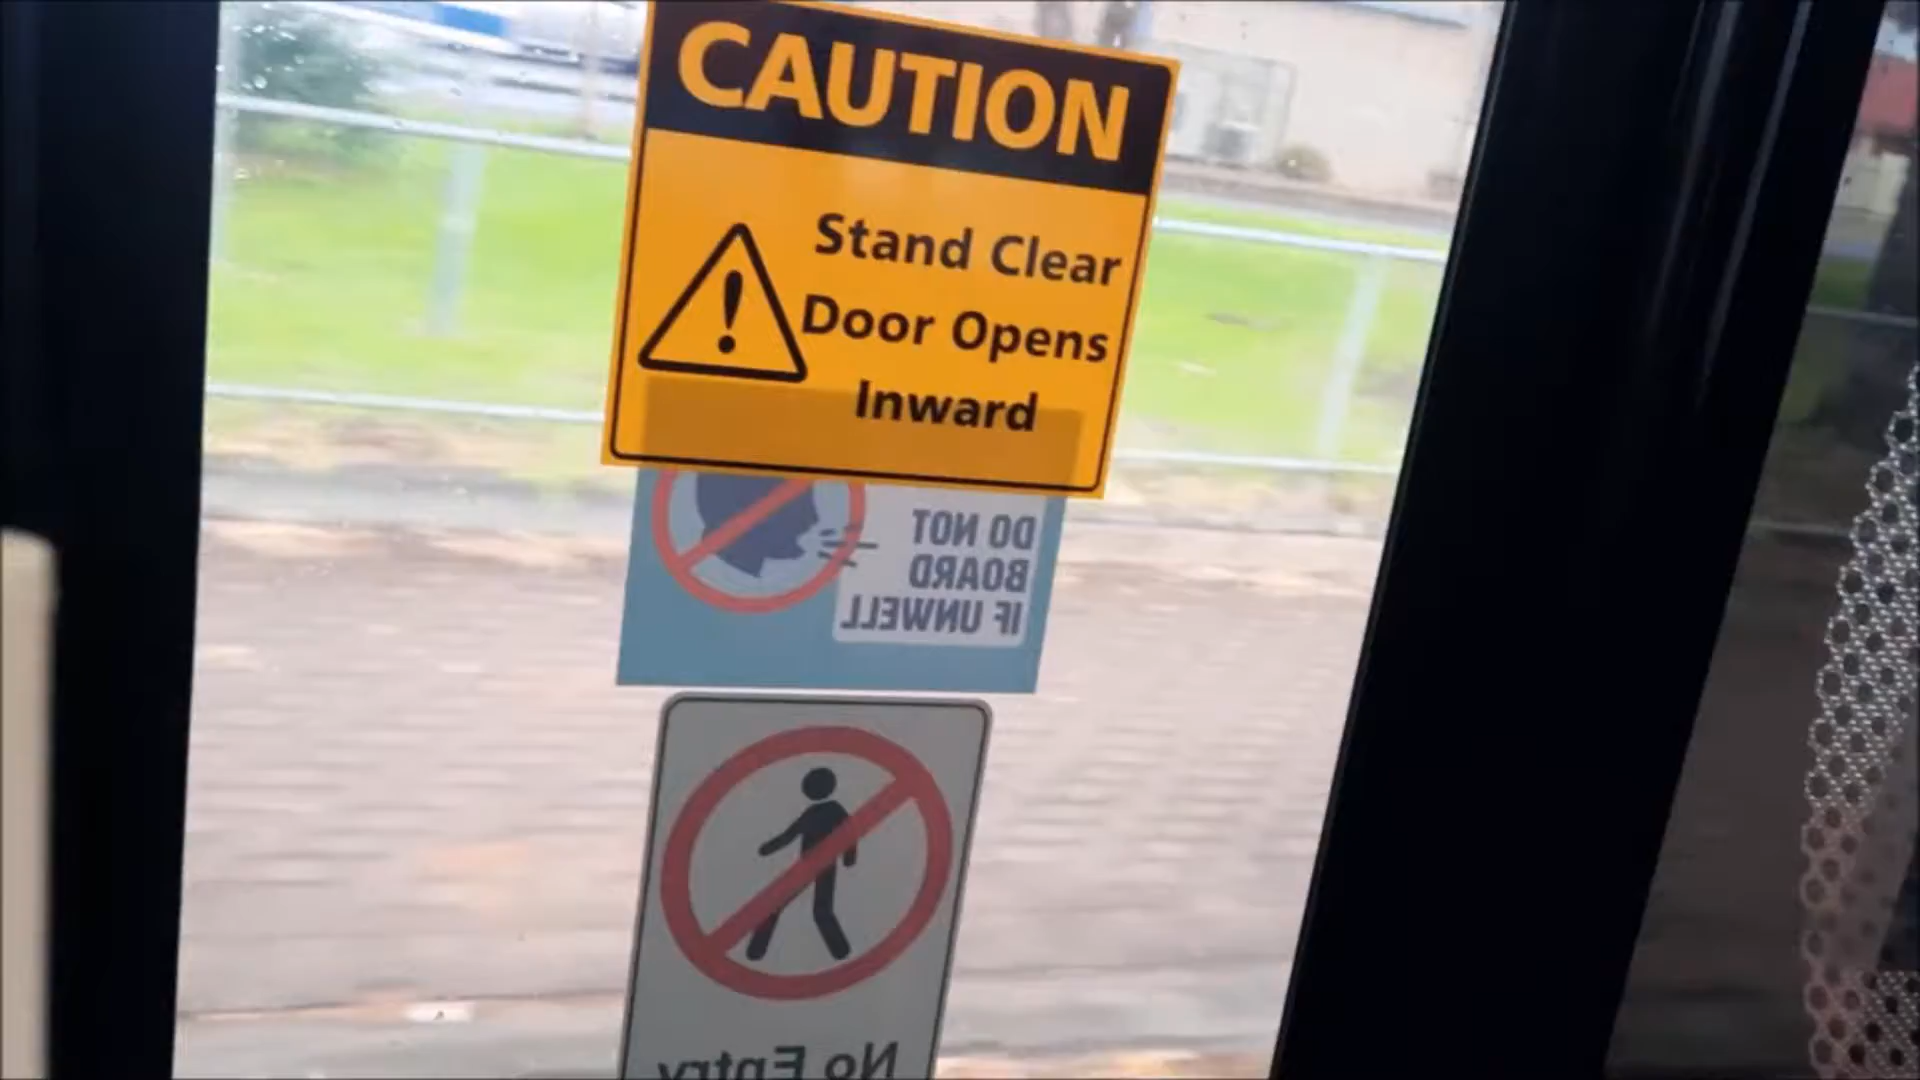 CAUTION
Stand Clear
Door Opens
Inward
DO NOT
BOARD
IF UNWELL
No Entry